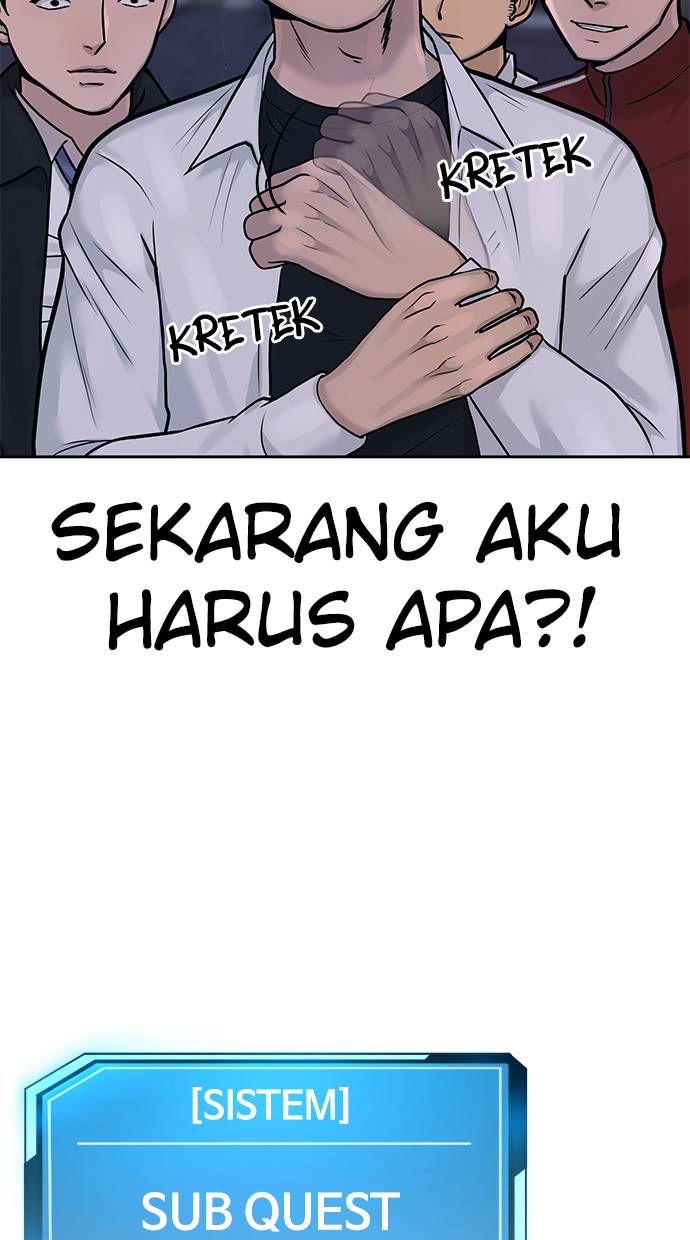 KRETEK
KRETEK
SEKARANG AKU
HARUS APA?!
[SISTEM]
SUB QUEST